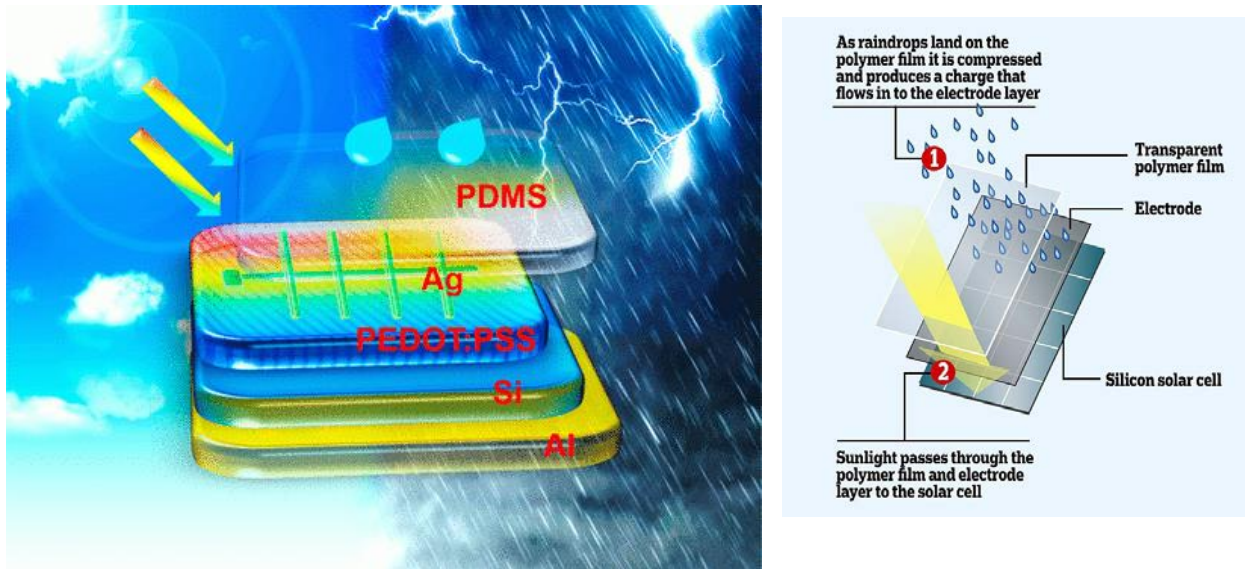 PDMS
Ag
PEDOT:PSS
Si
Al
As raindrops land on the
polymer film it is compressed
and produces a charge that
flows in to the electrode layer
1
Transparent
polymer film
Electrode
2
Silicon solar cell
Sunlight passes through the
polymer film and electrode
layer to the solar cell